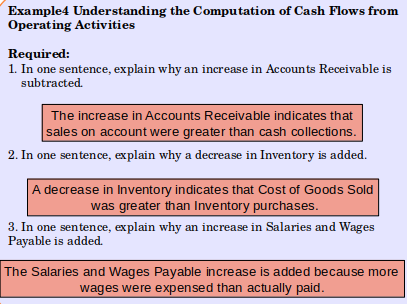 Example4 Understanding the Computation of Cash Flows from
Operating Activities
Required:
1. In one sentence, explain why an increase in Accounts Receivable is
subtracted.
The increase in Accounts Receivable indicates that
sales on account were greater than cash collections.
2. In one sentence, explain why a decrease in Inventory is added.
A decrease in Inventory indicates that Cost of Goods Sold
was greater than Inventory purchases.
3. In one sentence, explain why an increase in Salaries and Wages
Payable is added.
The Salaries and Wages Payable increase is added because more
wages were expensed than actually paid.